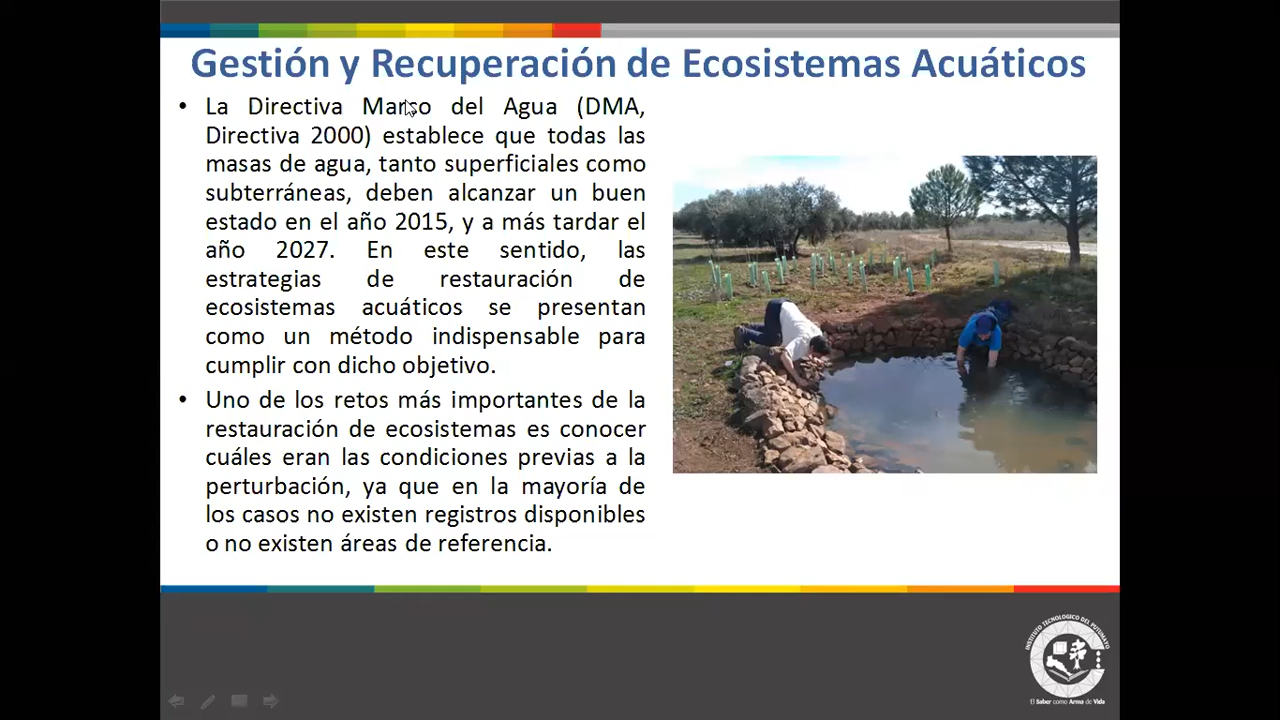 Gestión y Recuperación de Ecosistemas Acuáticos
• La Directiva Marco del Agua (DMA,
Directiva 2000) establece que todas las
masas de agua, tanto superficiales como
subterráneas, deben alcanzar un buen
estado en el año 2015, y a más tardar el
año 2027. En este sentido, las
estrategias de restauración de
ecosistemas acuáticos se presentan
como un método indispensable para
cumplir con dicho objetivo.
• Uno de los retos más importantes de la
restauración de ecosistemas es conocer
cuáles eran las condiciones previas a la
perturbación, ya que en la mayoría de
los casos no existen registros disponibles
o no existen áreas de referencia.
INSTITUTO TECNOLOGICO DEL PUTUMAYO
El Saber como Arma de Vida